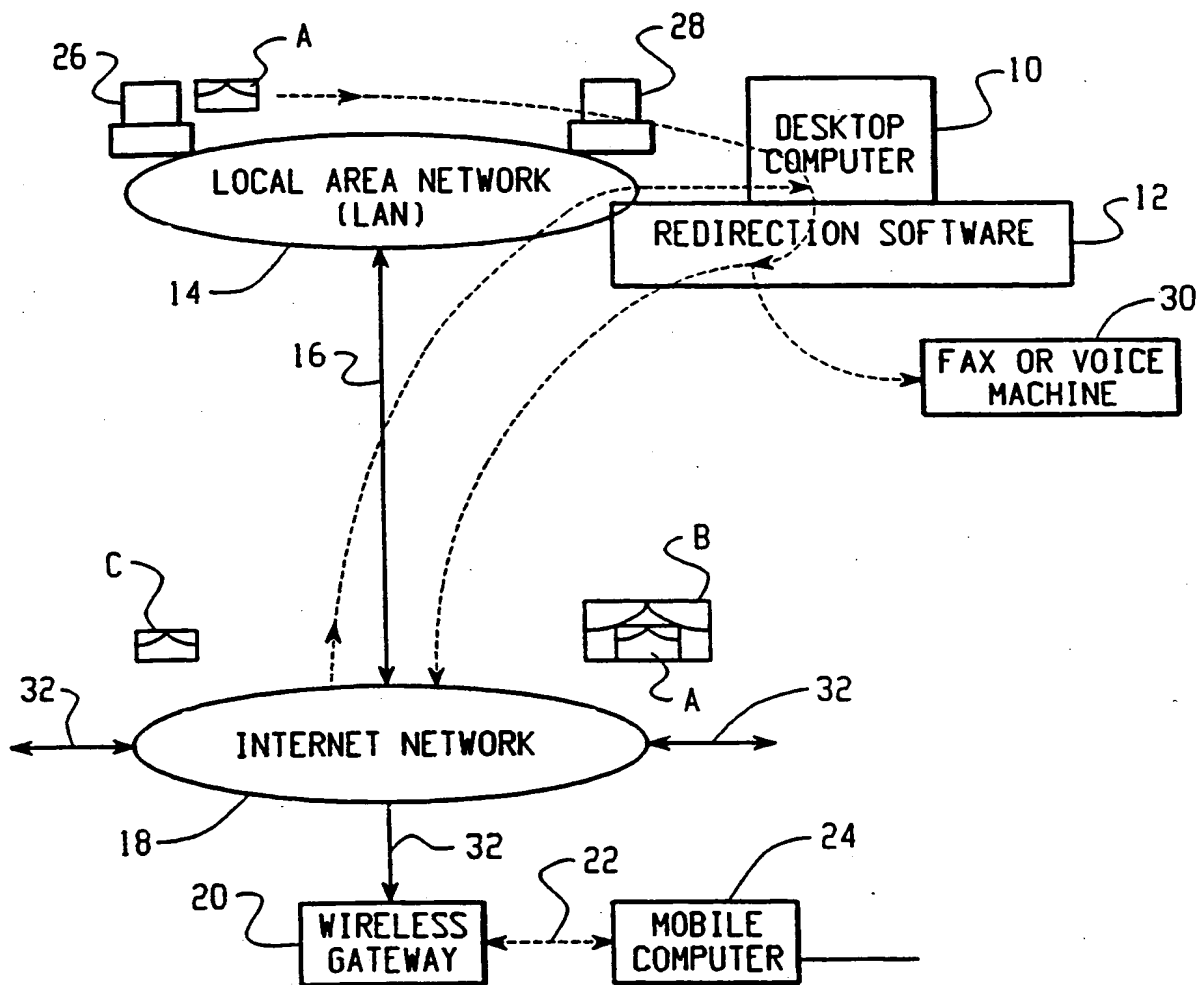 26
A
28
10
DESKTOP
COMPUTER
LOCAL AREA NETWORK
(LAN)
REDIRECTION SOFTWARE
12
14
16
30
FAX OR VOICE
MACHINE
C
B
A
32
32
INTERNET NETWORK
18
32
22
24
20
WIRELESS
GATEWAY
MOBILE
COMPUTER